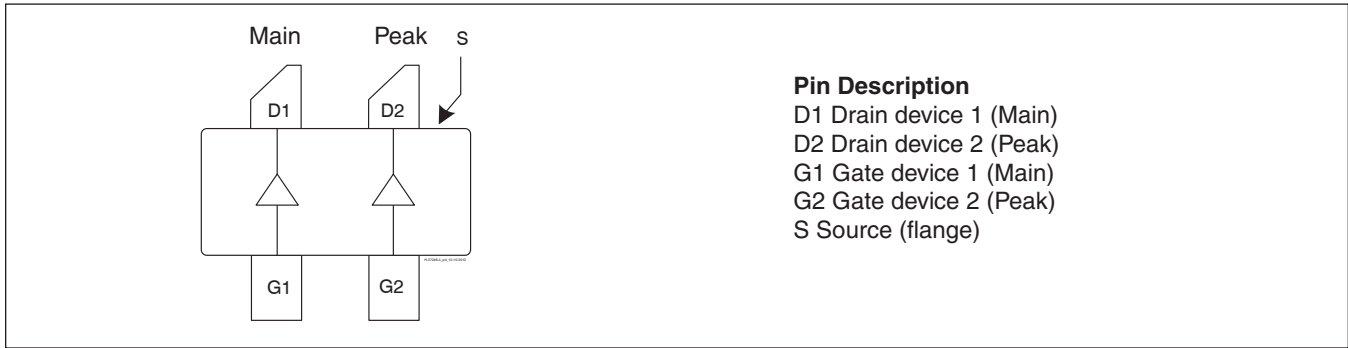 Main Peak S
D1 D2
G1 G2
Pin Description
D1 Drain device 1 (Main)
D2 Drain device 2 (Peak)
G1 Gate device 1 (Main)
G2 Gate device 2 (Peak)
S Source (flange)